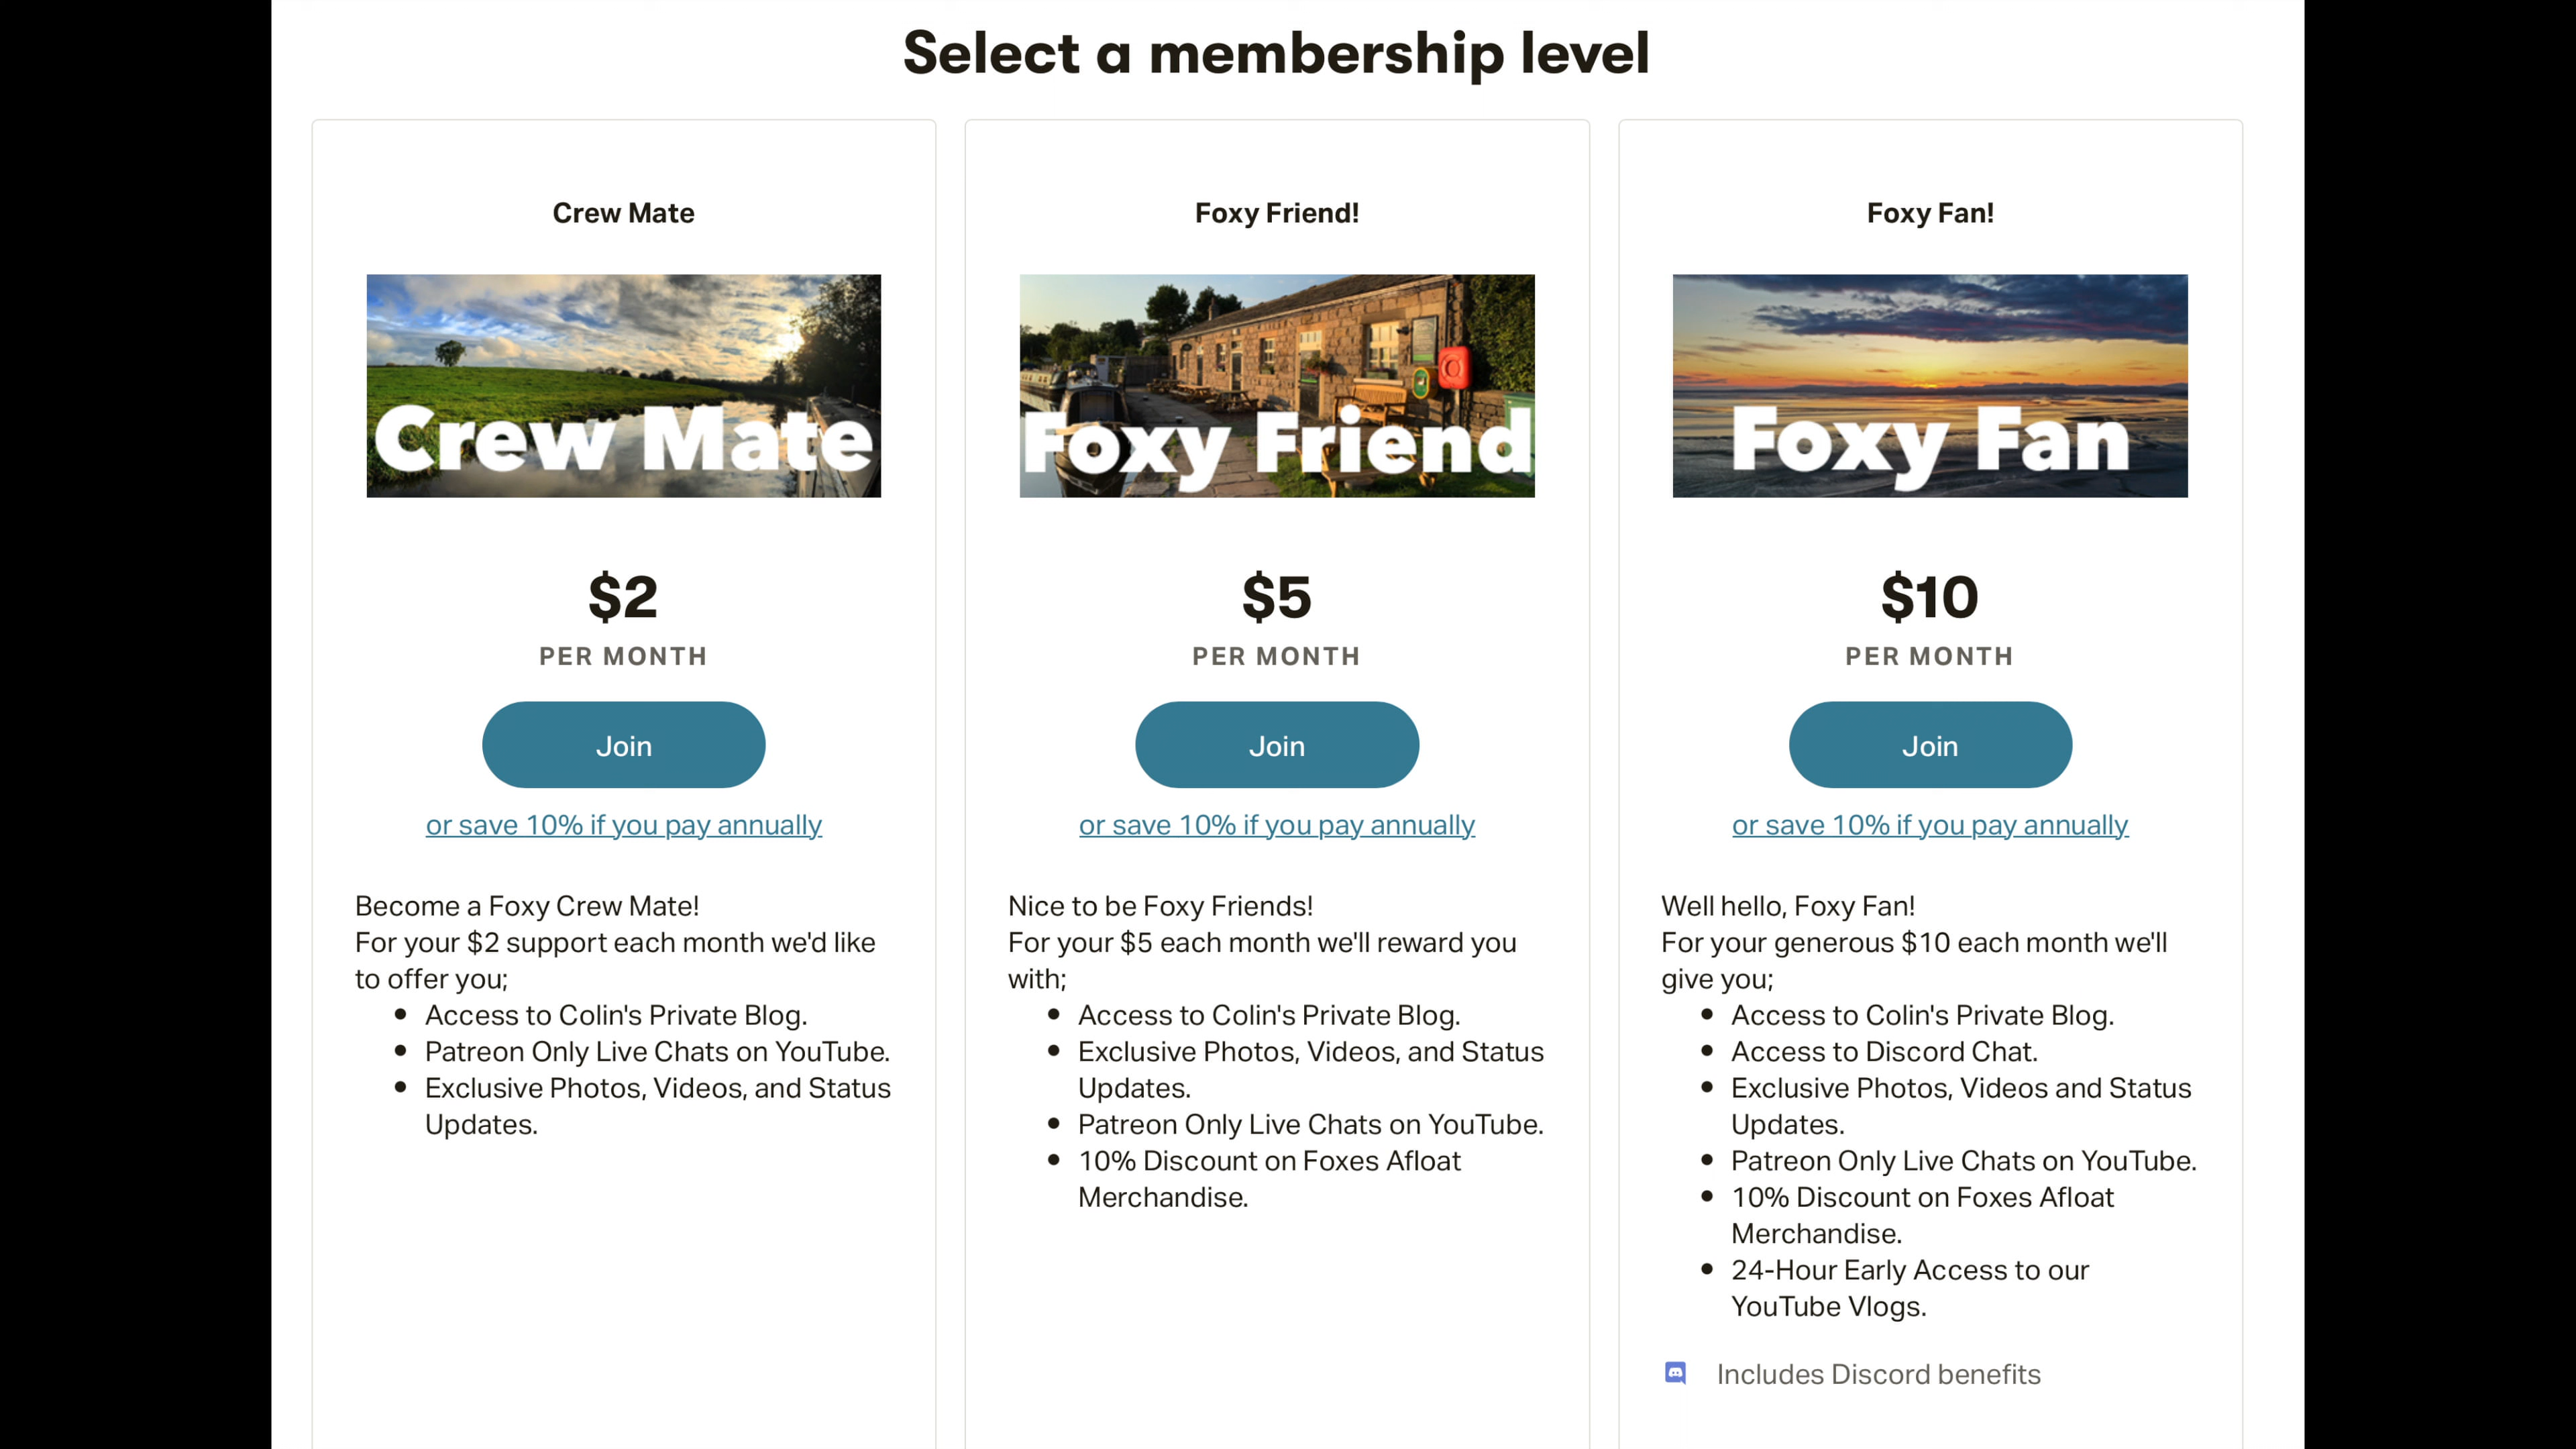 Select a membership level
Crew Mate
Crew Mate
$2
PER MONTH
Join
or save 10% if you pay annually
Become a Foxy Crew Mate!
For your $2 support each month we'd like
to offer you;
• Access to Colin's Private Blog.
• Patreon Only Live Chats on YouTube.
• Exclusive Photos, Videos, and Status
Updates.
Foxy Friend!
Foxy Friend
$5
PER MONTH
Join
or save 10% if you pay annually
Nice to be Foxy Friends!
For your $5 each month we'll reward you
with;
• Access to Colin's Private Blog.
• Exclusive Photos, Videos, and Status
Updates.
• Patreon Only Live Chats on YouTube.
• 10% Discount on Foxes Afloat
Merchandise.
Foxy Fan!
Foxy Fan
$10
PER MONTH
Join
or save 10% if you pay annually
Well hello, Foxy Fan!
For your generous $10 each month we'll
give you;
• Access to Colin's Private Blog.
• Access to Discord Chat.
• Exclusive Photos, Videos and Status
Updates.
• Patreon Only Live Chats on YouTube.
• 10% Discount on Foxes Afloat
Merchandise.
• 24-Hour Early Access to our
YouTube Vlogs.
Includes Discord benefits